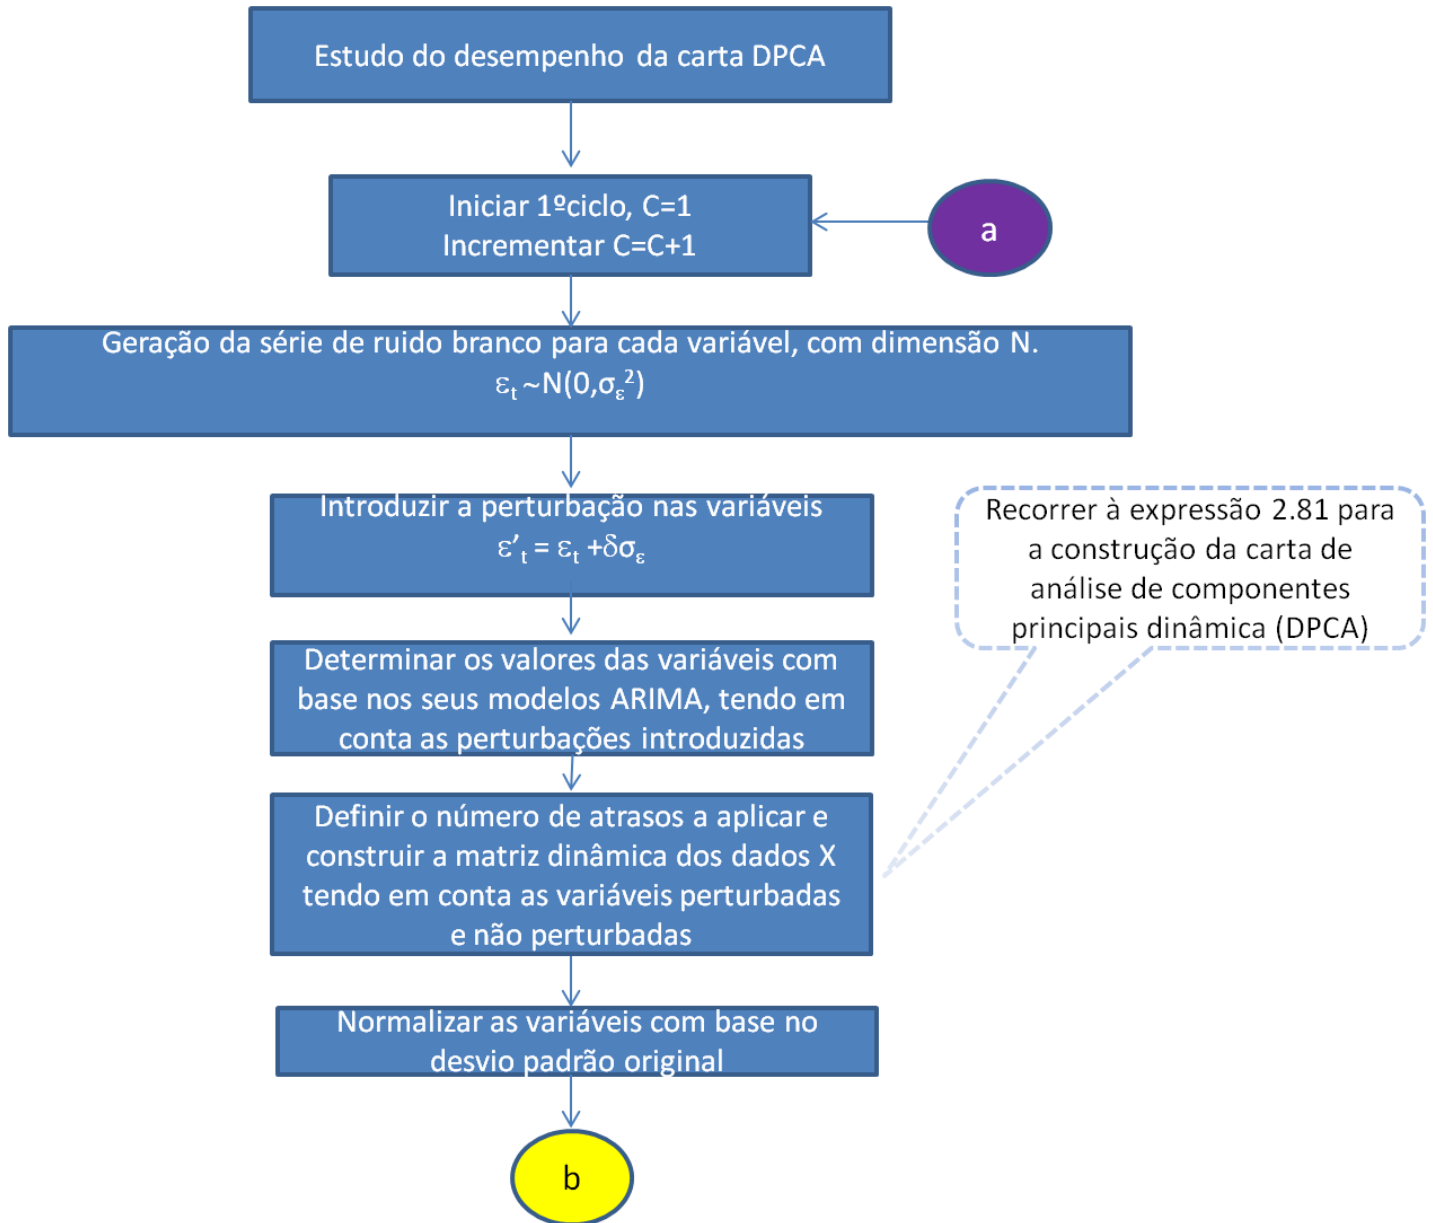 Estudo do desempenho da carta DPCA
Iniciar 1ºciclo, C=1
Incrementar C=C+1
a
Geração da série de ruido branco para cada variável, com dimensão N.
εₜ ~N(0,σ_ε²)
Introduzir a perturbação nas variáveis
ε’ₜ = εₜ +δσ_ε
Recorrer à expressão 2.81 para
a construção da carta de
análise de componentes
principais dinâmica (DPCA)
Determinar os valores das variáveis com
base nos seus modelos ARIMA, tendo em
conta as perturbações introduzidas
Definir o número de atrasos a aplicar e
construir a matriz dinâmica dos dados X
tendo em conta as variáveis perturbadas
e não perturbadas
Normalizar as variáveis com base no
desvio padrão original
b